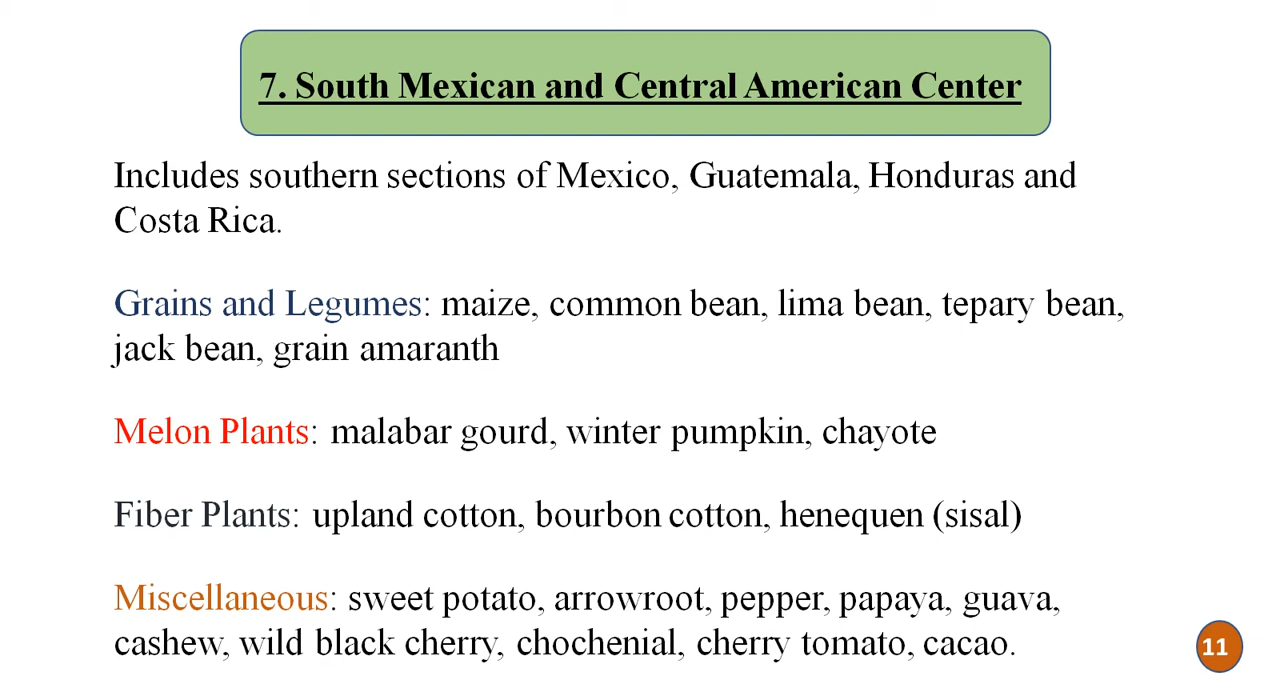 7. South Mexican and Central American Center
Includes southern sections of Mexico, Guatemala, Honduras and
Costa Rica.
Grains and Legumes: maize, common bean, lima bean, tepary bean,
jack bean, grain amaranth
Melon Plants: malabar gourd, winter pumpkin, chayote
Fiber Plants: upland cotton, bourbon cotton, henequen (sisal)
Miscellaneous: sweet potato, arrowroot, pepper, papaya, guava,
cashew, wild black cherry, chochenial, cherry tomato, cacao.
11